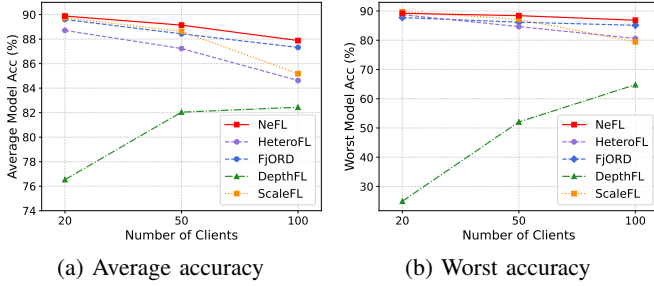 90
88
86
84
82
80
78
76
74
Average Model Acc (%)
20
50
100
Number of Clients
NeFL
HeteroFL
FjORD
DepthFL
ScaleFL
(a) Average accuracy
90
80
70
60
50
40
30
Worst Model Acc (%)
20
50
100
Number of Clients
NeFL
HeteroFL
FjORD
DepthFL
ScaleFL
(b) Worst accuracy